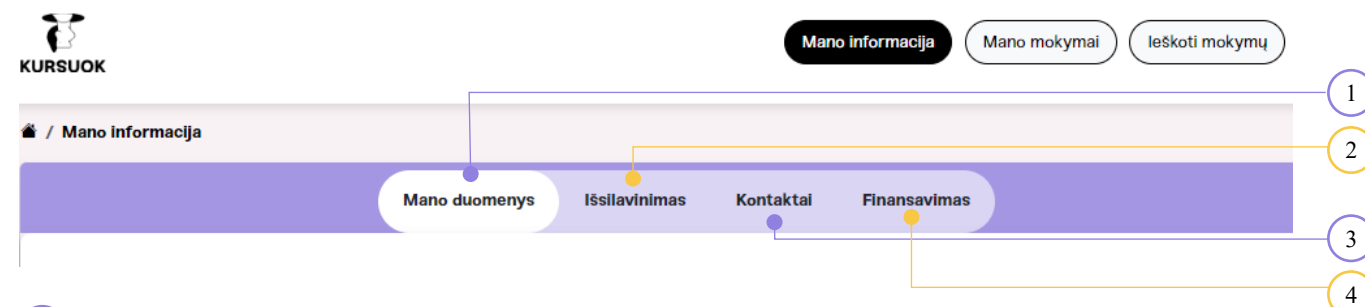 KURSUOK
Mano informacija
Mano mokymai
Ieškoti mokymų
1
/ Mano informacija
2
Mano duomenys
Išsilavinimas
Kontaktai
Finansavimas
3
4